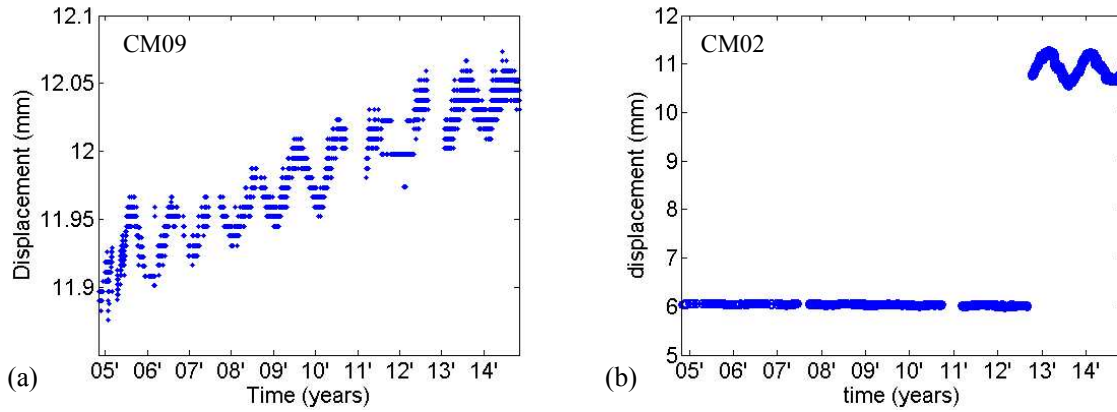 CM09
Displacement (mm)
12.1
12.05
12
11.95
11.9
05' 06' 07' 08' 09' 10' 11' 12' 13' 14'
Time (years)
(a)
CM02
displacement (mm)
12
11
10
9
8
7
6
5
05' 06' 07' 08' 09' 10' 11' 12' 13' 14'
time (years)
(b)